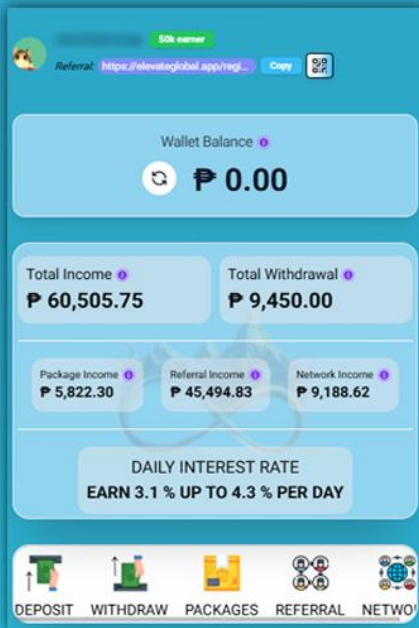 50k earner
Referral: https://elevateglobal.app/regi... Copy
Wallet Balance
₱ 0.00
Total Income Total Withdrawal
₱ 60,505.75 ₱ 9,450.00
Package Income Referral Income Network Income
₱ 5,822.30 ₱ 45,494.83 ₱ 9,188.62
DAILY INTEREST RATE
EARN 3.1 % UP TO 4.3 % PER DAY
DEPOSIT WITHDRAW PACKAGES REFERRAL NETWO